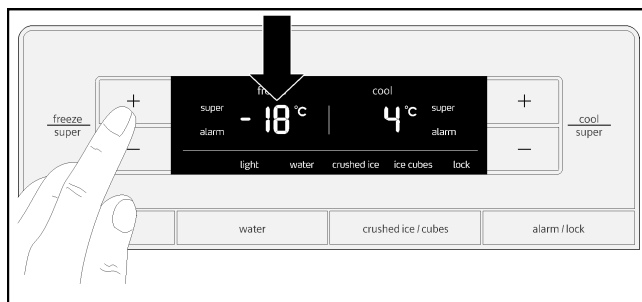 freeze
super
+
−
fr
super
alarm
- 18 °C
cool
4 °C
super
alarm
light water crushed ice ice cubes lock
+
−
cool
super
water crushed ice / cubes alarm / lock